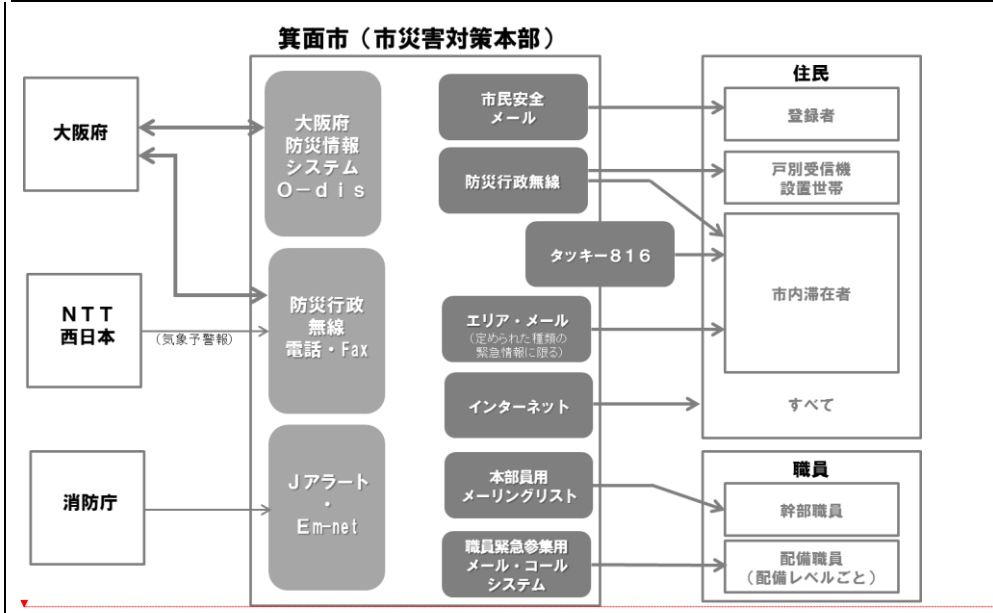 箕面市（市災害対策本部）
大阪府
NTT
西日本
（気象予警報）
消防庁
大阪府
防災情報
システム
O－dis
防災行政
無線
電話・Fax
Jアラート
・
Em-net
市民安全
メール
防災行政無線
タッキー816
エリア・メール
（定められた種類の
緊急情報に限る）
インターネット
本部員用
メーリングリスト
職員緊急参集用
メール・コール
システム
住民
登録者
戸別受信機
設置世帯
市内滞在者
すべて
職員
幹部職員
配備職員
（配備レベルごと）